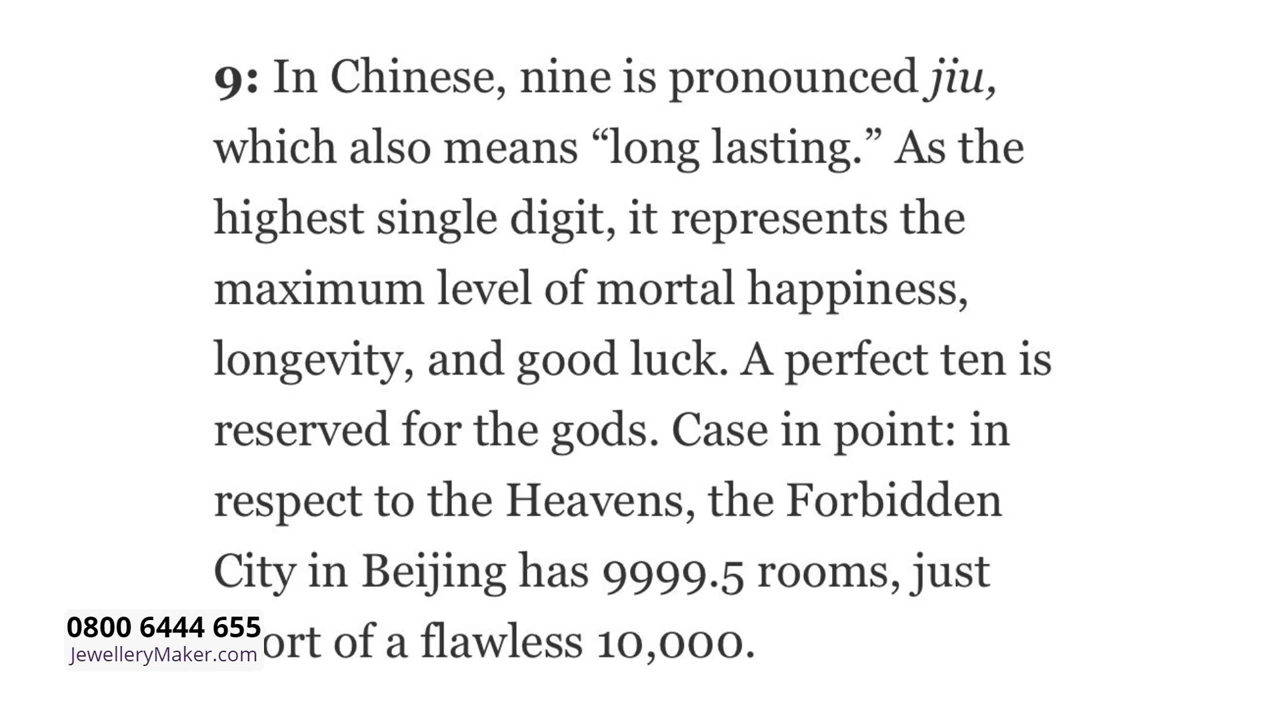 9: In Chinese, nine is pronounced jiu,
which also means “long lasting.” As the
highest single digit, it represents the
maximum level of mortal happiness,
longevity, and good luck. A perfect ten is
reserved for the gods. Case in point: in
respect to the Heavens, the Forbidden
City in Beijing has 9999.5 rooms, just
of a flawless 10,000.
0800 6444 655
JewelleryMaker.com